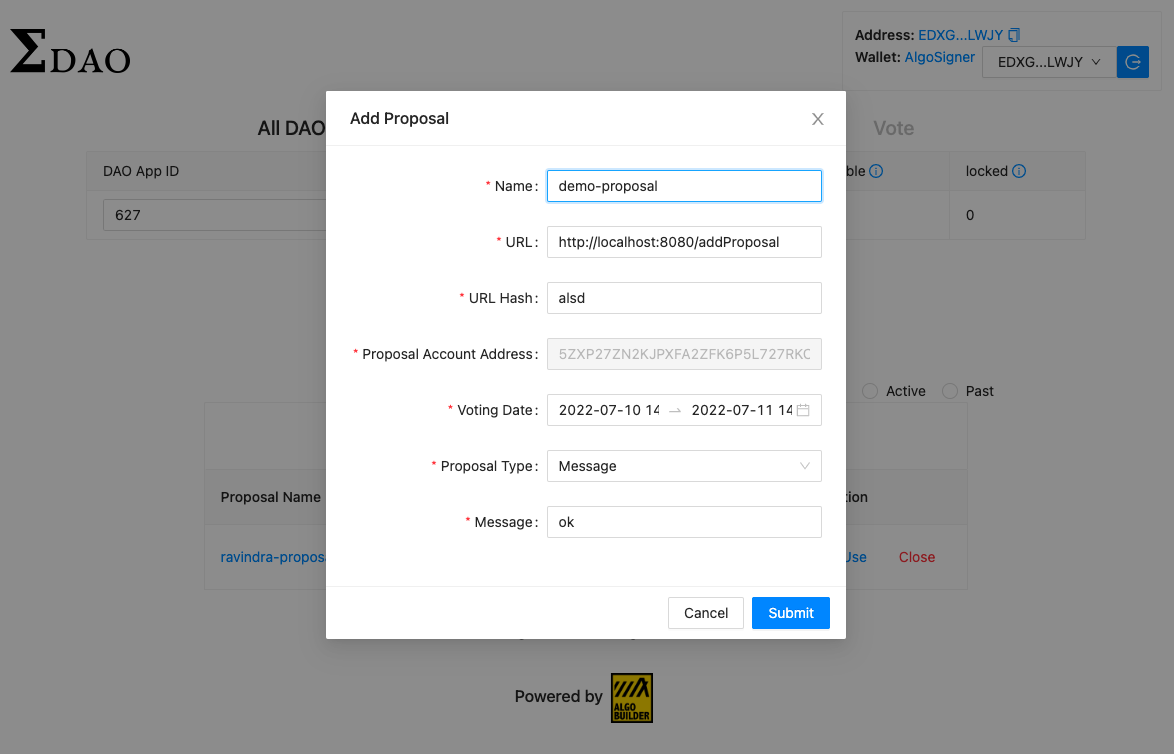 ΣDAO
Address: EDXG...LWJY
Wallet: AlgoSigner EDXG...LWJY
All DAO
Vote
DAO App ID
ble
locked
627
0
Add Proposal
* Name: demo-proposal
* URL: http://localhost:8080/addProposal
* URL Hash: alsd
* Proposal Account Address: 5ZXP27ZN2KJPXFA2ZFK6P5L727RKC
* Voting Date: 2022-07-10 14 → 2022-07-11 14
* Proposal Type: Message
* Message: ok
Cancel Submit
Active Past
Proposal Name
tion
ravindra-propos
Use Close
Powered by ALGO BUILDER